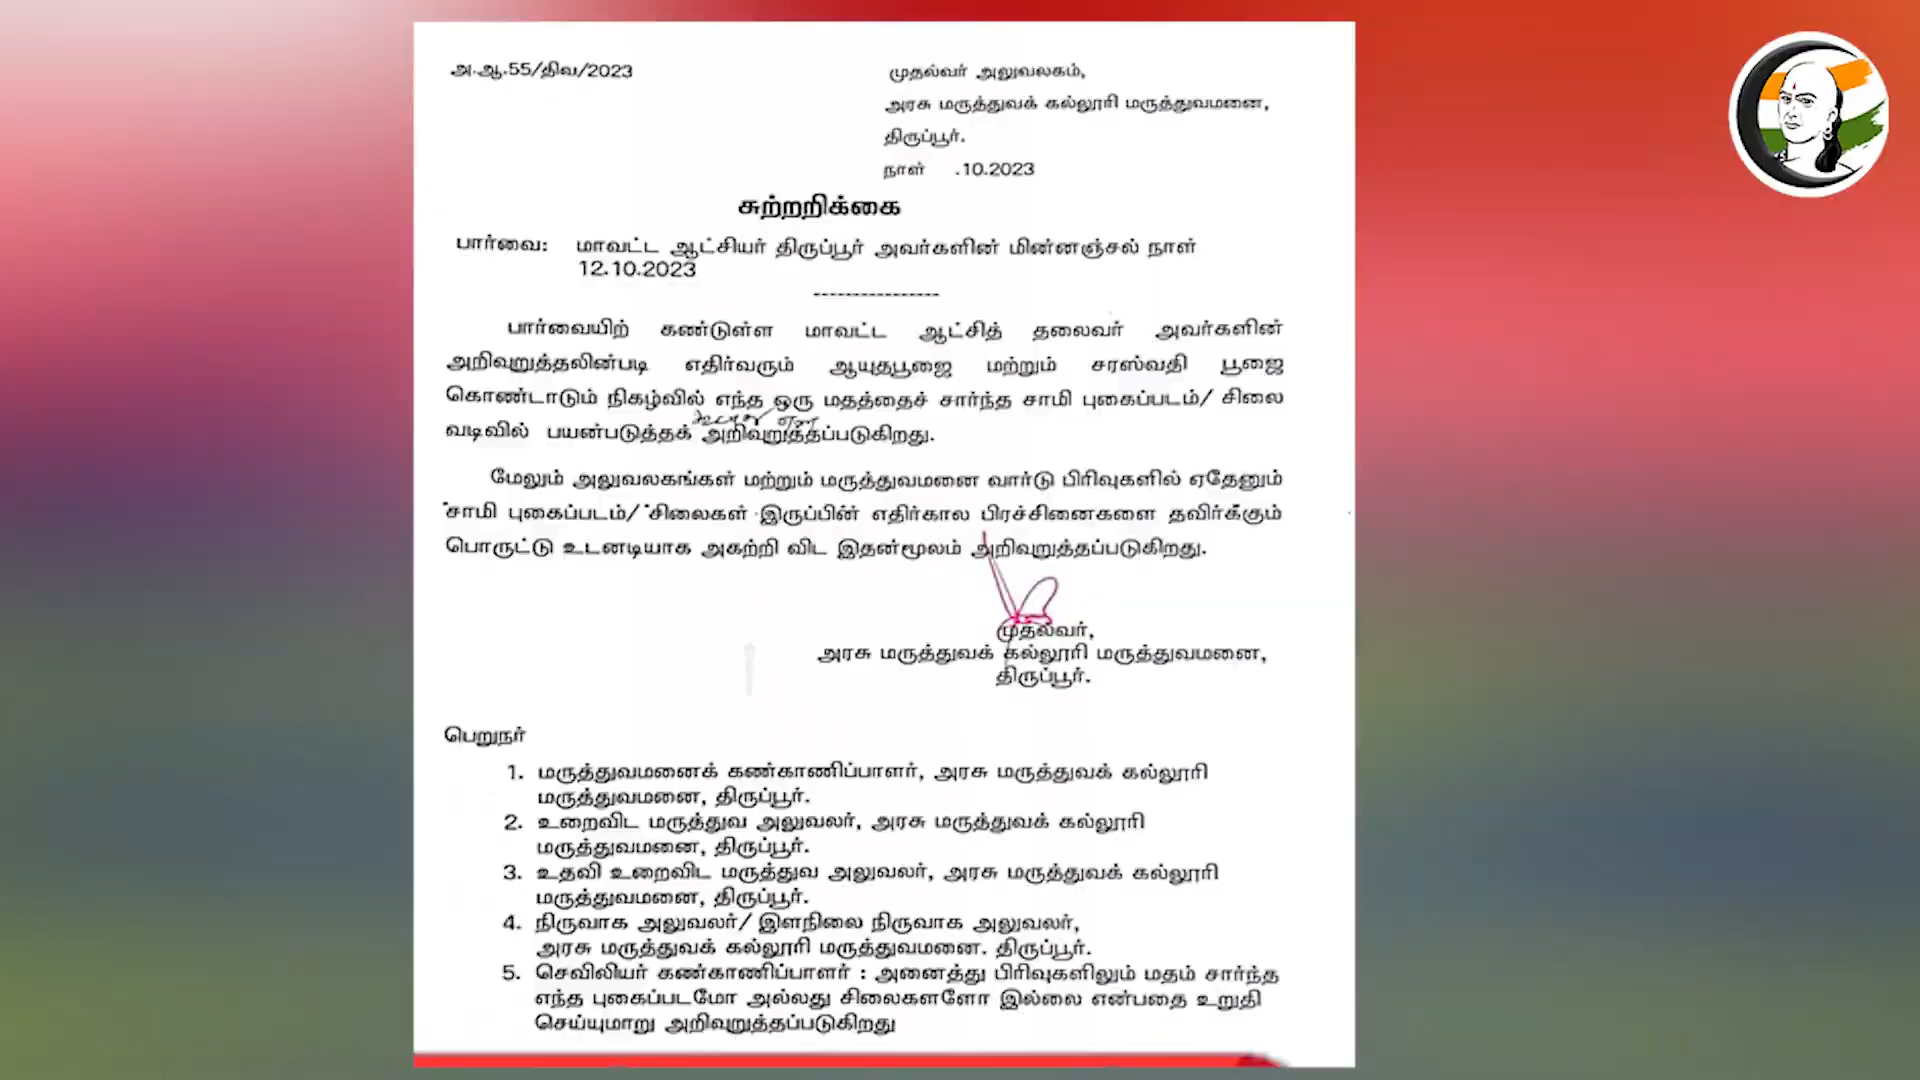 அ.ஆ.55/திவ/2023
முதல்வர் அலுவலகம்,
அரசு மருத்துவக் கல்லூரி மருத்துவமனை,
திருப்பூர்.
நாள் .10.2023
சுற்றறிக்கை
பார்வை: மாவட்ட ஆட்சியர் திருப்பூர் அவர்களின் மின்னஞ்சல் நாள்
12.10.2023
----------------
பார்வையிற் கண்டுள்ள மாவட்ட ஆட்சித் தலைவர் அவர்களின்
அறிவுறுத்தலின்படி எதிர்வரும் ஆயுதபூஜை மற்றும் சரஸ்வதி பூஜை
கொண்டாடும் நிகழ்வில் எந்த ஒரு மதத்தைச் சார்ந்த சாமி புகைப்படம்/ சிலை
வடிவில் பயன்படுத்தக் அறிவுறுத்தப்படுகிறது.
மேலும் அலுவலகங்கள் மற்றும் மருத்துவமனை வார்டு பிரிவுகளில் ஏதேனும்
சாமி புகைப்படம்/ சிலைகள் இருப்பின் எதிர்கால பிரச்சினைகளை தவிர்க்கும்
பொருட்டு உடனடியாக அகற்றி விட இதன்மூலம் அறிவுறுத்தப்படுகிறது.
முதல்வர்,
அரசு மருத்துவக் கல்லூரி மருத்துவமனை,
திருப்பூர்.
பெறுநர்
1. மருத்துவமனைக் கண்காணிப்பாளர், அரசு மருத்துவக் கல்லூரி
மருத்துவமனை, திருப்பூர்.
2. உறைவிட மருத்துவ அலுவலர், அரசு மருத்துவக் கல்லூரி
மருத்துவமனை, திருப்பூர்.
3. உதவி உறைவிட மருத்துவ அலுவலர், அரசு மருத்துவக் கல்லூரி
மருத்துவமனை, திருப்பூர்.
4. நிருவாக அலுவலர்/ இளநிலை நிருவாக அலுவலர்,
அரசு மருத்துவக் கல்லூரி மருத்துவமனை. திருப்பூர்.
5. செவிலியர் கண்காணிப்பாளர் : அனைத்து பிரிவுகளிலும் மதம் சார்ந்த
எந்த புகைப்படமோ அல்லது சிலைகளளோ இல்லை என்பதை உறுதி
செய்யுமாறு அறிவுறுத்தப்படுகிறது